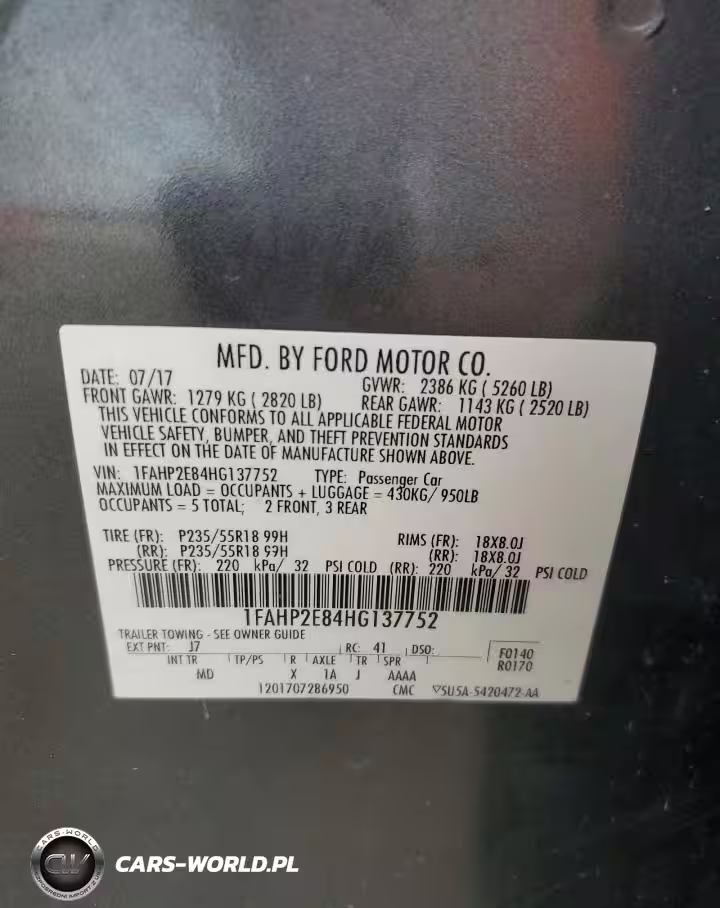 MFD. BY FORD MOTOR CO.
DATE: 07/17 GVWR: 2386 KG ( 5260 LB)
FRONT GAWR: 1279 KG ( 2820 LB) REAR GAWR: 1143 KG ( 2520 LB)
THIS VEHICLE CONFORMS TO ALL APPLICABLE FEDERAL MOTOR
VEHICLE SAFETY, BUMPER, AND THEFT PREVENTION STANDARDS
IN EFFECT ON THE DATE OF MANUFACTURE SHOWN ABOVE.
VIN: 1FAHP2E84HG137752 TYPE: Passenger Car
MAXIMUM LOAD = OCCUPANTS + LUGGAGE = 430KG/ 950LB
OCCUPANTS = 5 TOTAL; 2 FRONT, 3 REAR
TIRE (FR): P235/55R18 99H RIMS (FR): 18X8.0J
(RR): P235/55R18 99H (RR): 18X8.0J
PRESSURE (FR): 220 kPa/ 32 PSI COLD (RR): 220 kPa/ 32 PSI COLD
1FAHP2E84HG137752
TRAILER TOWING - SEE OWNER GUIDE
EXT PNT: J7 RC: 41 DSO: F0140
INT TR TP/PS R AXLE TR SPR R0170
MD X 1A J AAAA
1201707286950 CMC ▽5U5A-5420472-AA
CARS-WORLD
CW
CARS-WORLD.PL